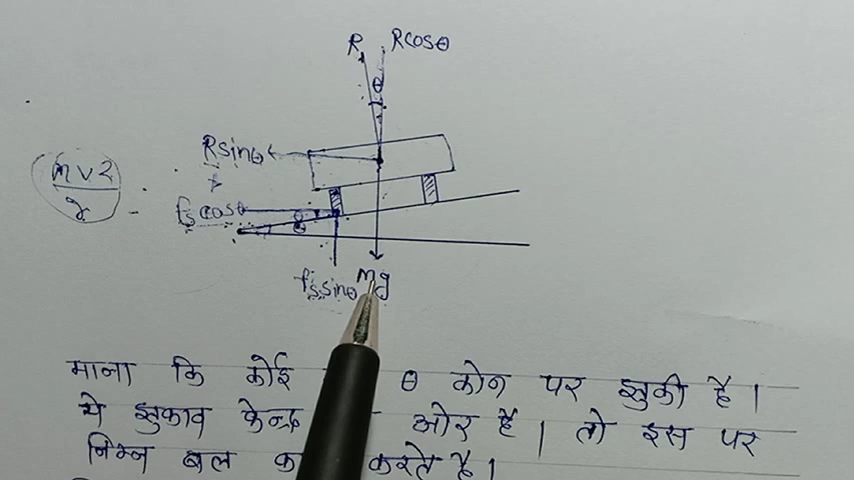 R Rcosθ
θ
Rsinθ
+
mv2
r
fscosθ
θ
fssinθ mg
माना कि कोई θ कोन पर झुकी है।
ये झुकाव केन्द्र ओर है। तो इस पर
निम्न बल करते है।